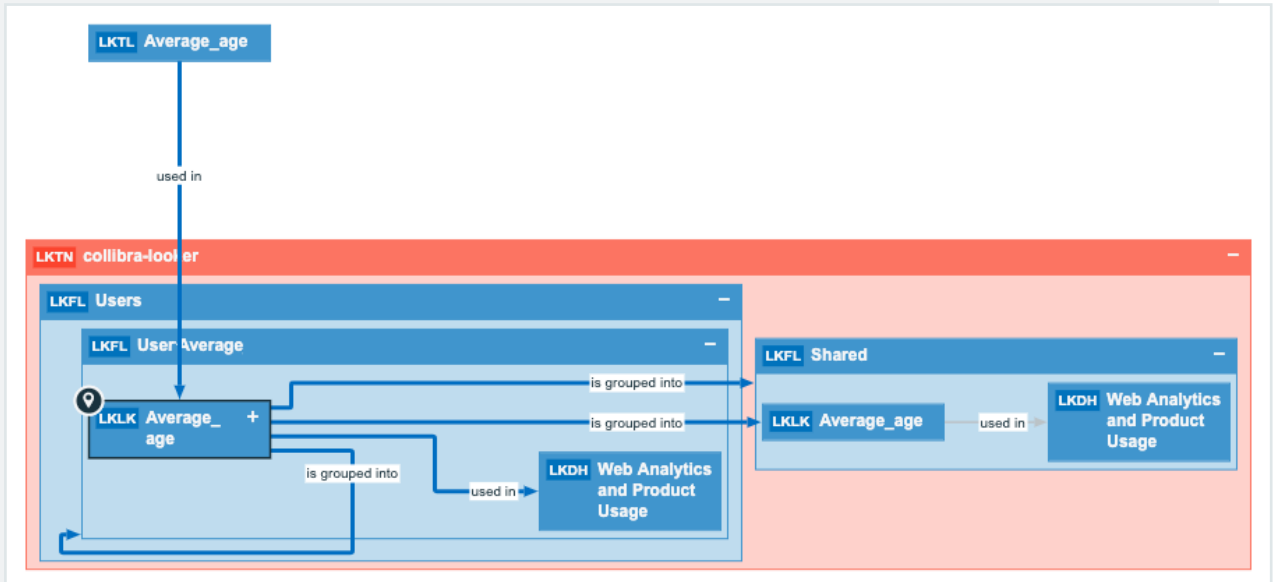 LKTL Average_age
used in
LKTN collibra-looker
LKFL Users
LKFL User Average
LKFL Shared
is grouped into
LKLK Average_
age
is grouped into
LKLK Average_age
used in
LKDH Web Analytics
and Product
Usage
is grouped into
used in
LKDH Web Analytics
and Product
Usage